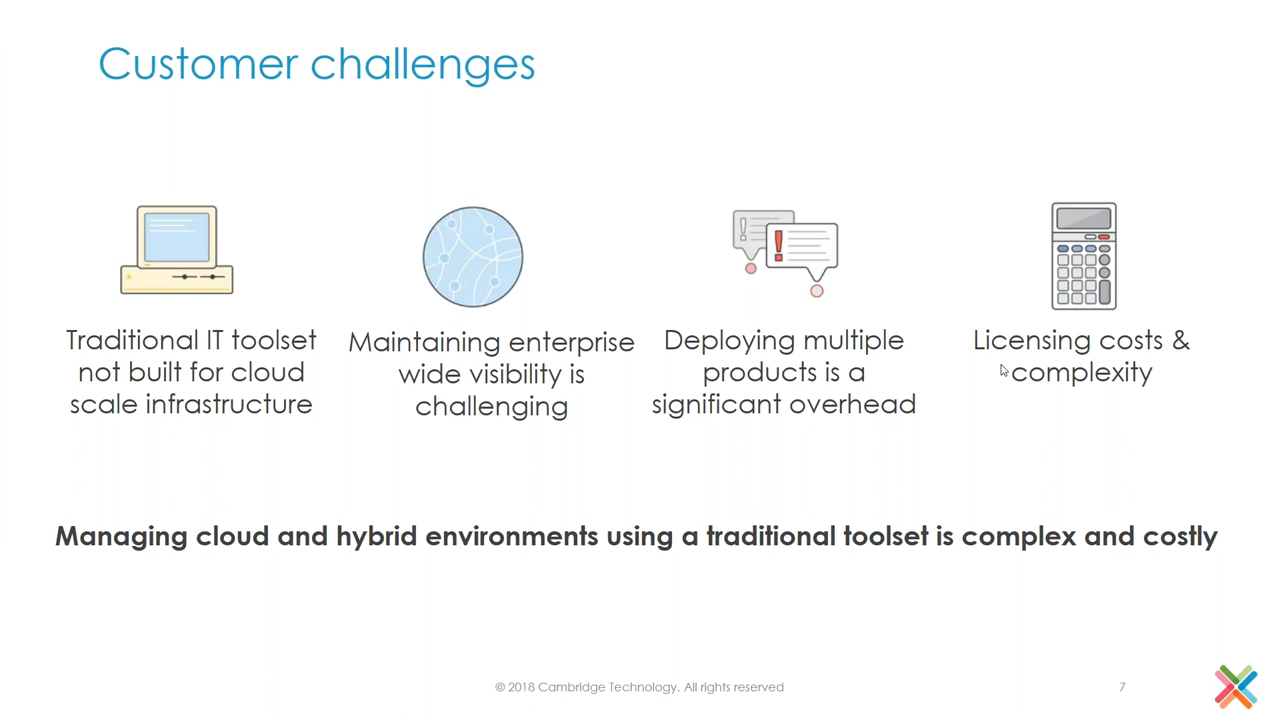 Customer challenges
Traditional IT toolset
not built for cloud
scale infrastructure
Maintaining enterprise
wide visibility is
challenging
Deploying multiple
products is a
significant overhead
Licensing costs &
complexity
Managing cloud and hybrid environments using a traditional toolset is complex and costly
© 2018 Cambridge Technology. All rights reserved
7